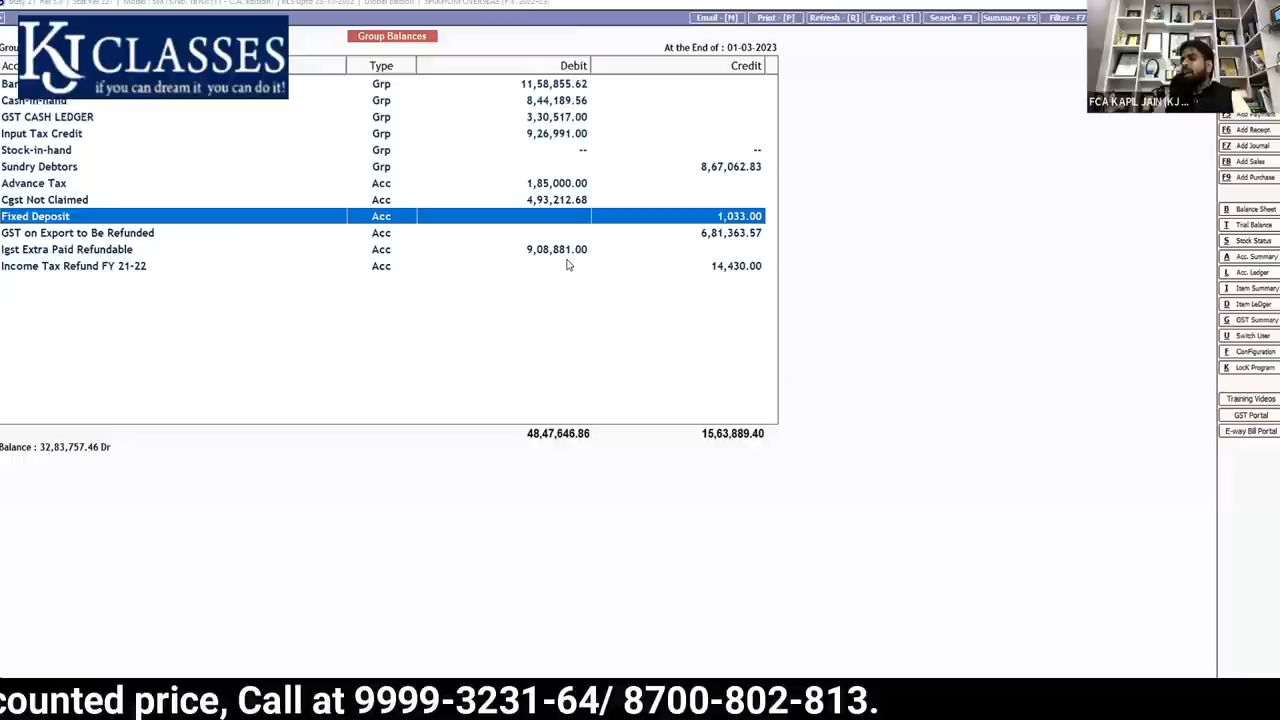 Email - [M]
Print - [P]
Refresh - [R]
Export - [E]
Search - F3
Summary - F5
Filter - F7
KJ CLASSES
if you can dream it you can do it!
Group Balances
At the End of : 01-03-2023
Type Debit Credit
Grp 11,58,855.62
Cash-in-hand Grp 8,44,189.56
GST CASH LEDGER Grp 3,30,517.00
Input Tax Credit Grp 9,26,991.00
Stock-in-hand Grp -- --
Sundry Debtors Grp 8,67,062.83
Advance Tax Acc 1,85,000.00
Cgst Not Claimed Acc 4,93,212.68
Fixed Deposit Acc 1,033.00
GST on Export to Be Refunded Acc 6,81,363.57
Igst Extra Paid Refundable Acc 9,08,881.00
Income Tax Refund FY 21-22 Acc 14,430.00
48,47,646.86 15,63,889.40
Balance : 32,83,757.46 Dr
FCA KAPIL JAIN (KJ ...
F5 Add Payment
F6 Add Receipt
F7 Add Journal
F8 Add Sales
F9 Add Purchase
B Balance Sheet
T Trial Balance
S Stock Status
A Acc. Summary
L Acc. Ledger
I Item Summary
D Item LeDger
G GST Summary
U Switch User
F ConFiguration
K LocK Program
Training Videos
GST Portal
E-way Bill Portal
counted price, Call at 9999-3231-64/ 8700-802-813.